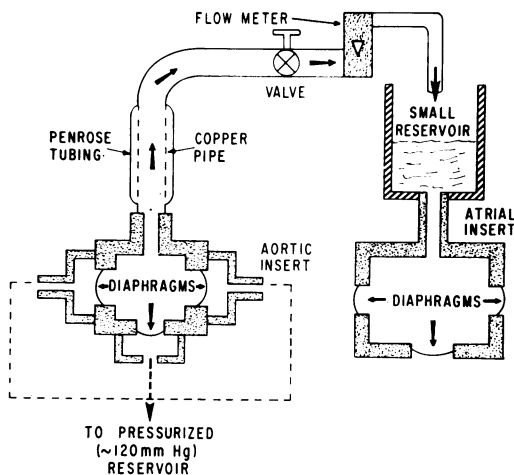 FLOW METER
VALVE
PENROSE
TUBING
COPPER
PIPE
SMALL
RESERVOIR
ATRIAL
INSERT
AORTIC
INSERT
DIAPHRAGMS
DIAPHRAGMS
TO PRESSURIZED
(~120mm Hg)
RESERVOIR